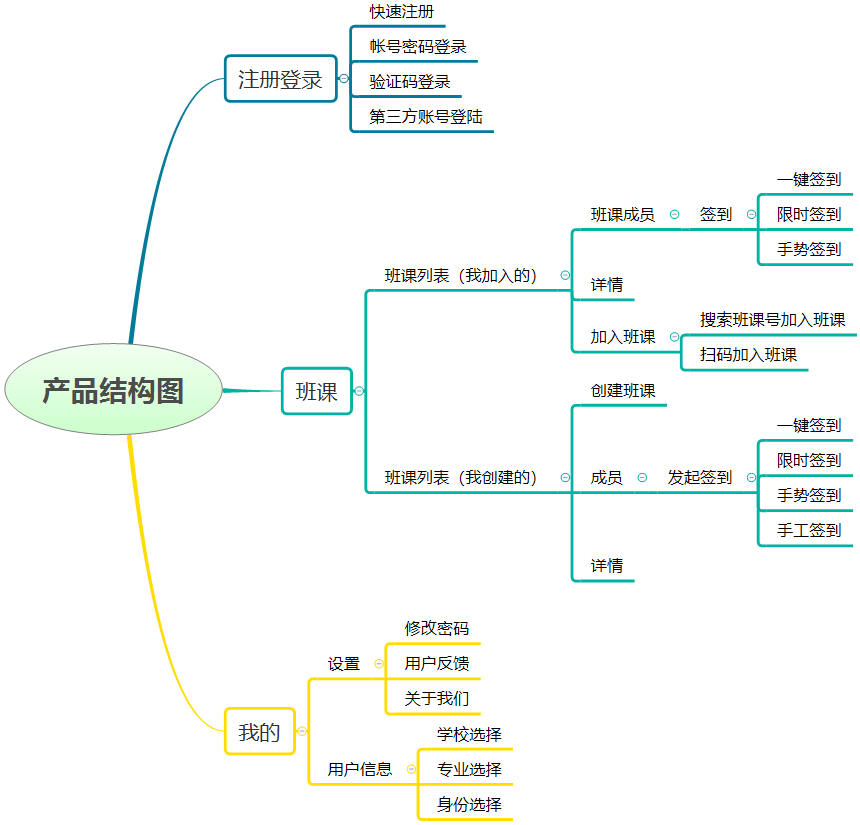 产品结构图
注册登录
快速注册
帐号密码登录
验证码登录
第三方账号登陆
班课
班课列表（我加入的）
班课成员
签到
一键签到
限时签到
手势签到
详情
加入班课
搜索班课号加入班课
扫码加入班课
班课列表（我创建的）
创建班课
成员
发起签到
一键签到
限时签到
手势签到
手工签到
详情
我的
设置
修改密码
用户反馈
关于我们
用户信息
学校选择
专业选择
身份选择